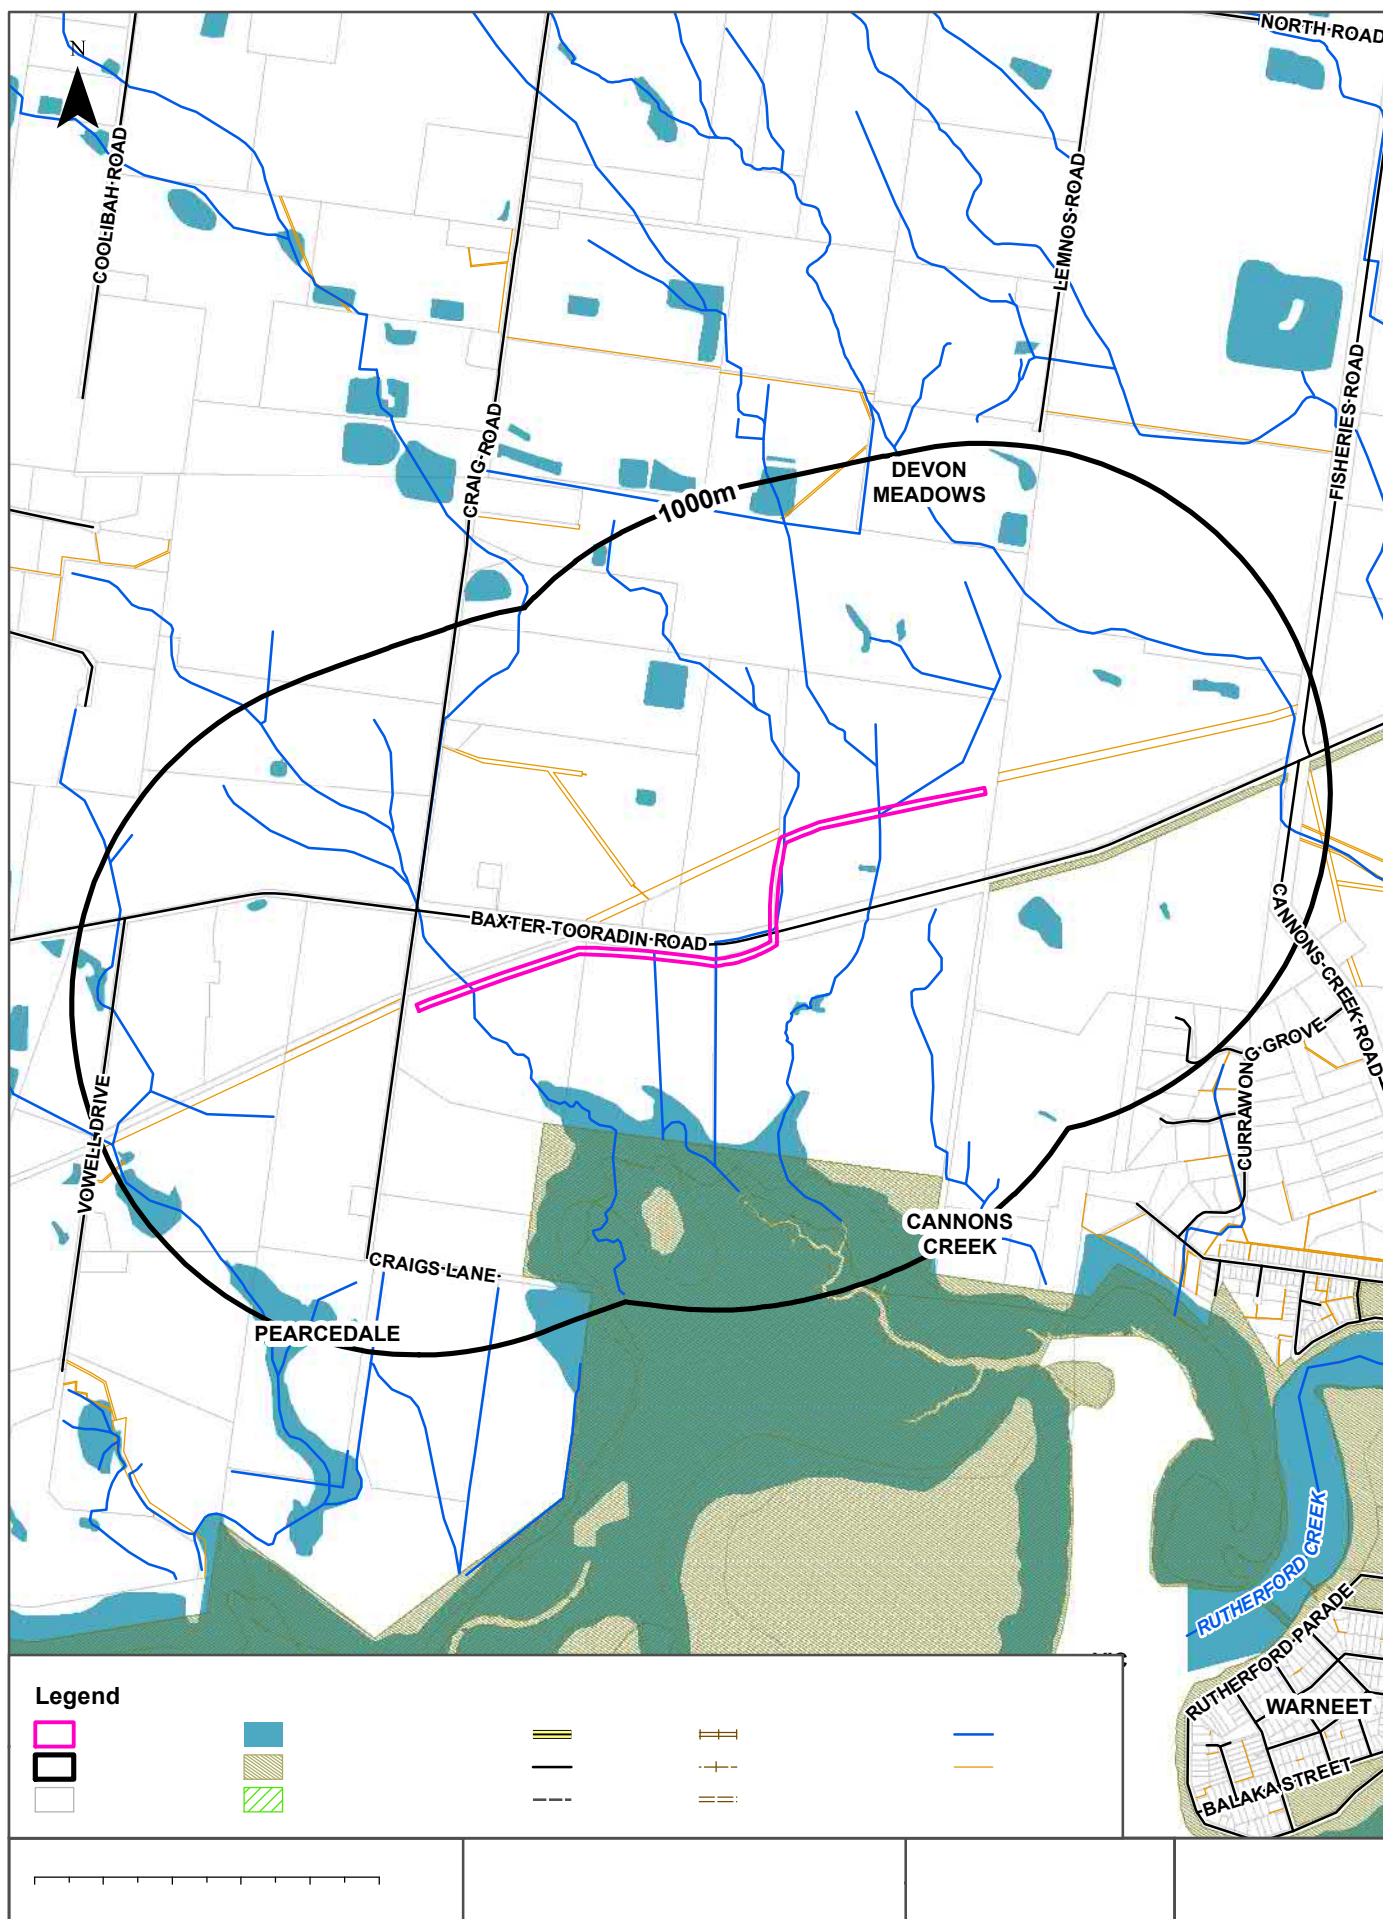 NORTH ROAD
N
COOLIBAH ROAD
LEMNOS ROAD
FISHERIES ROAD
CRAIG ROAD
DEVON
MEADOWS
1000m
BAXTER-TOORADIN ROAD
CANNONS CREEK ROAD
CURRAWONG GROVE
VOWELL DRIVE
CANNONS
CREEK
CRAIGS LANE
PEARCEDALE
RUTHERFORD CREEK
RUTHERFORD PARADE
WARNEET
BALAKA STREET
Legend